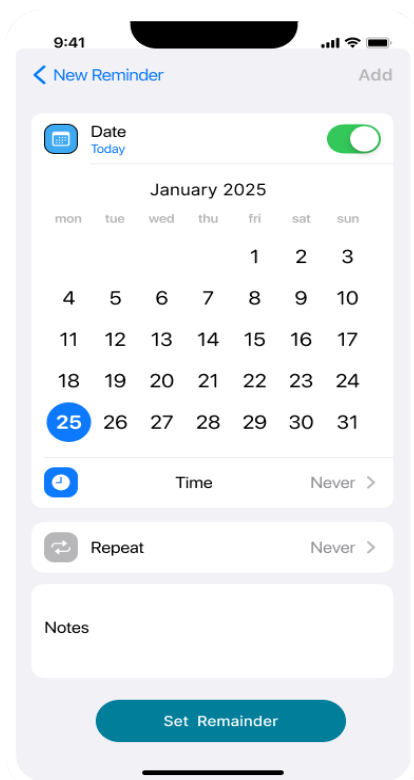 9:41
New Reminder Add
Date
Today
January 2025
mon tue wed thu fri sat sun
1 2 3
4 5 6 7 8 9 10
11 12 13 14 15 16 17
18 19 20 21 22 23 24
25 26 27 28 29 30 31
Time Never
Repeat Never
Notes
Set Remainder